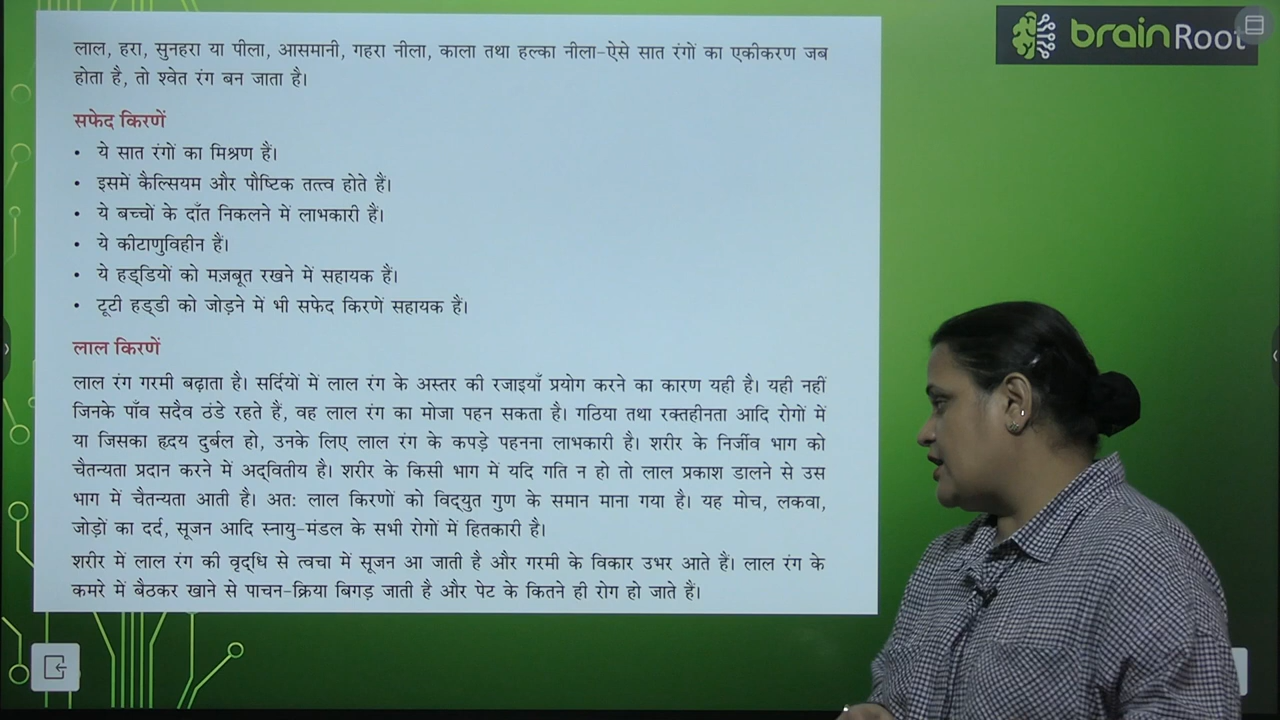 brainRoot
लाल, हरा, सुनहरा या पीला, आसमानी, गहरा नीला, काला तथा हल्का नीला-ऐसे सात रंगों का एकीकरण जब
होता है, तो श्वेत रंग बन जाता है।
सफेद किरणें
• ये सात रंगों का मिश्रण हैं।
• इसमें कैल्सियम और पौष्टिक तत्त्व होते हैं।
• ये बच्चों के दाँत निकलने में लाभकारी हैं।
• ये कीटाणुविहीन हैं।
• ये हड्डियों को मज़बूत रखने में सहायक हैं।
• टूटी हड्डी को जोड़ने में भी सफेद किरणें सहायक हैं।
लाल किरणें
लाल रंग गरमी बढ़ाता है। सर्दियों में लाल रंग के अस्तर की रजाइयाँ प्रयोग करने का कारण यही है। यही नहीं
जिनके पाँव सदैव ठंडे रहते हैं, वह लाल रंग का मोजा पहन सकता है। गठिया तथा रक्तहीनता आदि रोगों में
या जिसका हृदय दुर्बल हो, उनके लिए लाल रंग के कपड़े पहनना लाभकारी है। शरीर के निर्जीव भाग को
चैतन्यता प्रदान करने में अद्वितीय है। शरीर के किसी भाग में यदि गति न हो तो लाल प्रकाश डालने से उस
भाग में चैतन्यता आती है। अतः लाल किरणों को विद्युत गुण के समान माना गया है। यह मोच, लकवा,
जोड़ों का दर्द, सूजन आदि स्नायु-मंडल के सभी रोगों में हितकारी है।
शरीर में लाल रंग की वृद्धि से त्वचा में सूजन आ जाती है और गरमी के विकार उभर आते हैं। लाल रंग के
कमरे में बैठकर खाने से पाचन-क्रिया बिगड़ जाती है और पेट के कितने ही रोग हो जाते हैं।